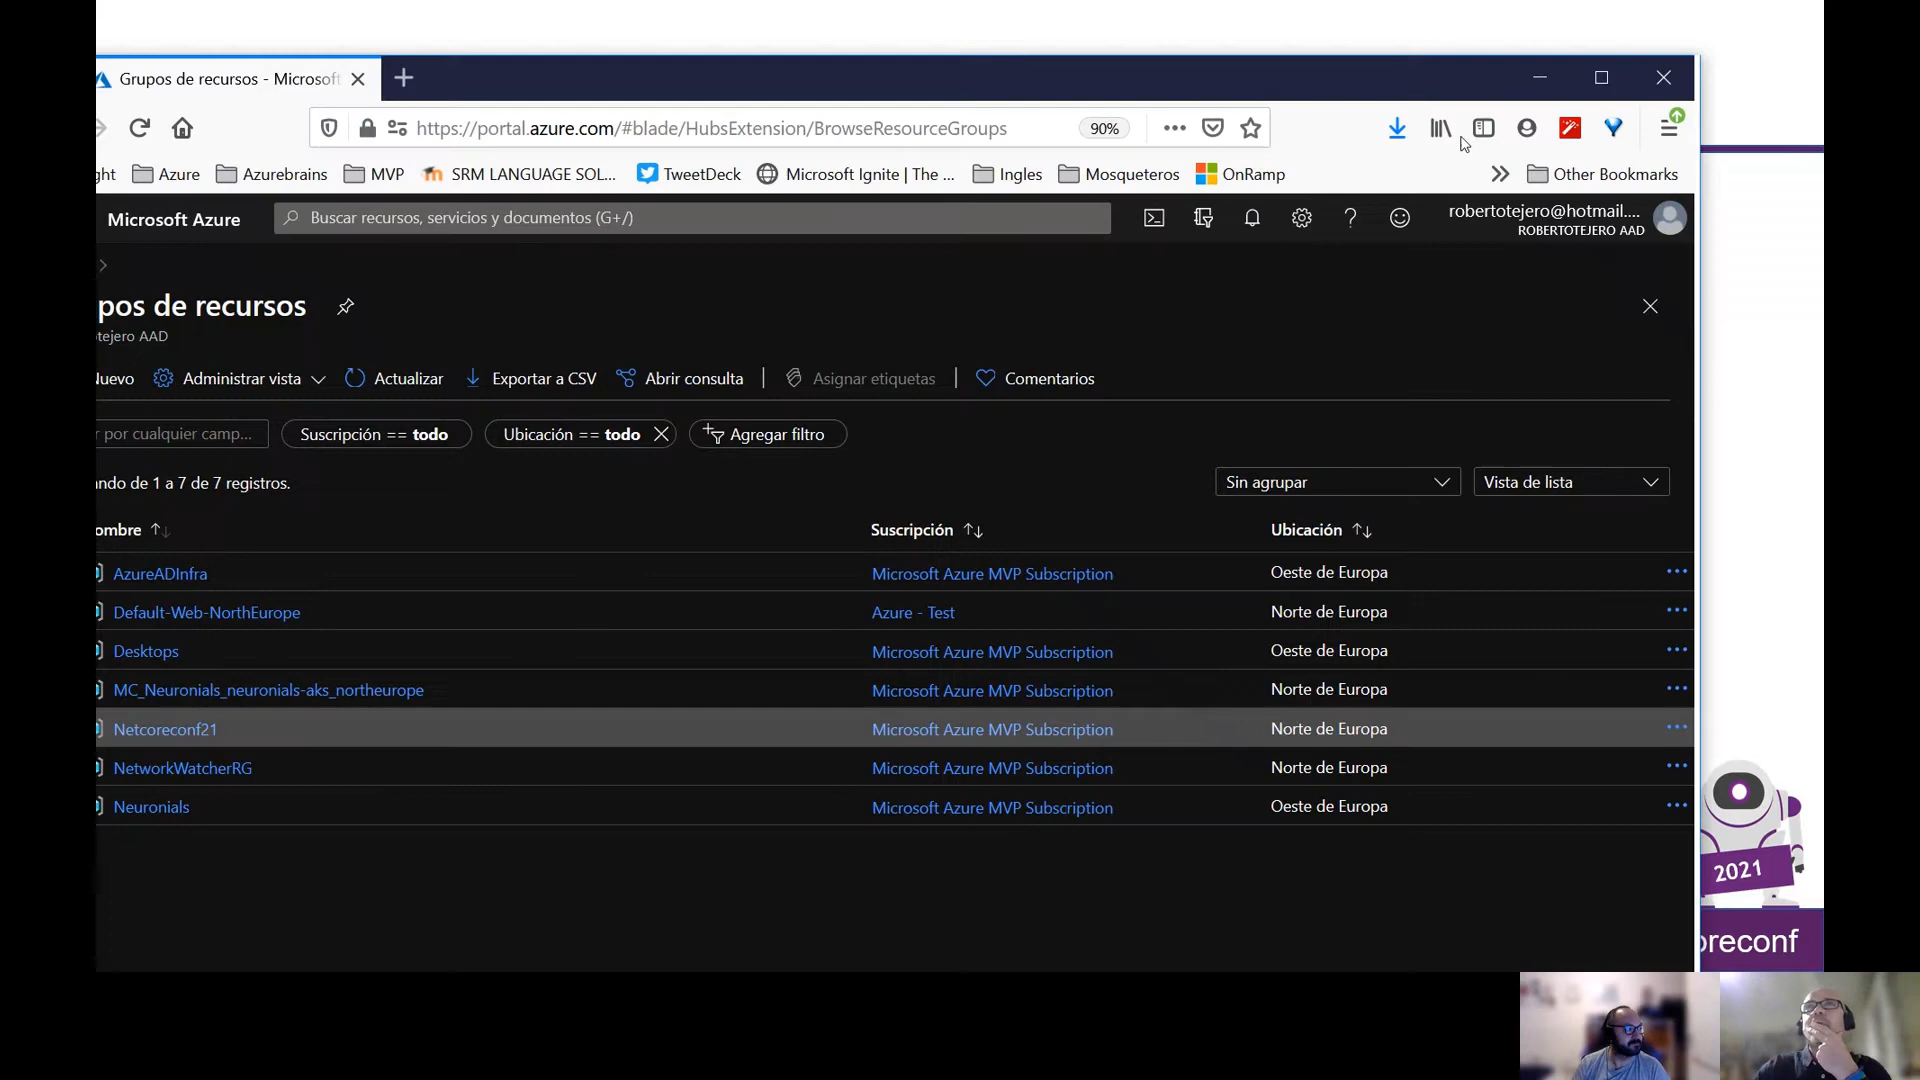 Grupos de recursos - Microsoft
https://portal.azure.com/#blade/HubsExtension/BrowseResourceGroups
90%
ght
Azure
Azurebrains
MVP
SRM LANGUAGE SOL...
TweetDeck
Microsoft Ignite | The ...
Ingles
Mosqueteros
OnRamp
Other Bookmarks
Microsoft Azure
Buscar recursos, servicios y documentos (G+/)
robertotejero@hotmail....
ROBERTOTEJERO AAD
pos de recursos
tejero AAD
Nuevo
Administrar vista
Actualizar
Exportar a CSV
Abrir consulta
Asignar etiquetas
Comentarios
r por cualquier camp...
Suscripción == todo
Ubicación == todo
Agregar filtro
ando de 1 a 7 de 7 registros.
Sin agrupar
Vista de lista
ombre
Suscripción
Ubicación
AzureADInfra
Microsoft Azure MVP Subscription
Oeste de Europa
Default-Web-NorthEurope
Azure - Test
Norte de Europa
Desktops
Microsoft Azure MVP Subscription
Oeste de Europa
MC_Neuronials_neuronials-aks_northeurope
Microsoft Azure MVP Subscription
Norte de Europa
Netcoreconf21
Microsoft Azure MVP Subscription
Norte de Europa
NetworkWatcherRG
Microsoft Azure MVP Subscription
Norte de Europa
Neuronials
Microsoft Azure MVP Subscription
Oeste de Europa
2021
oreconf